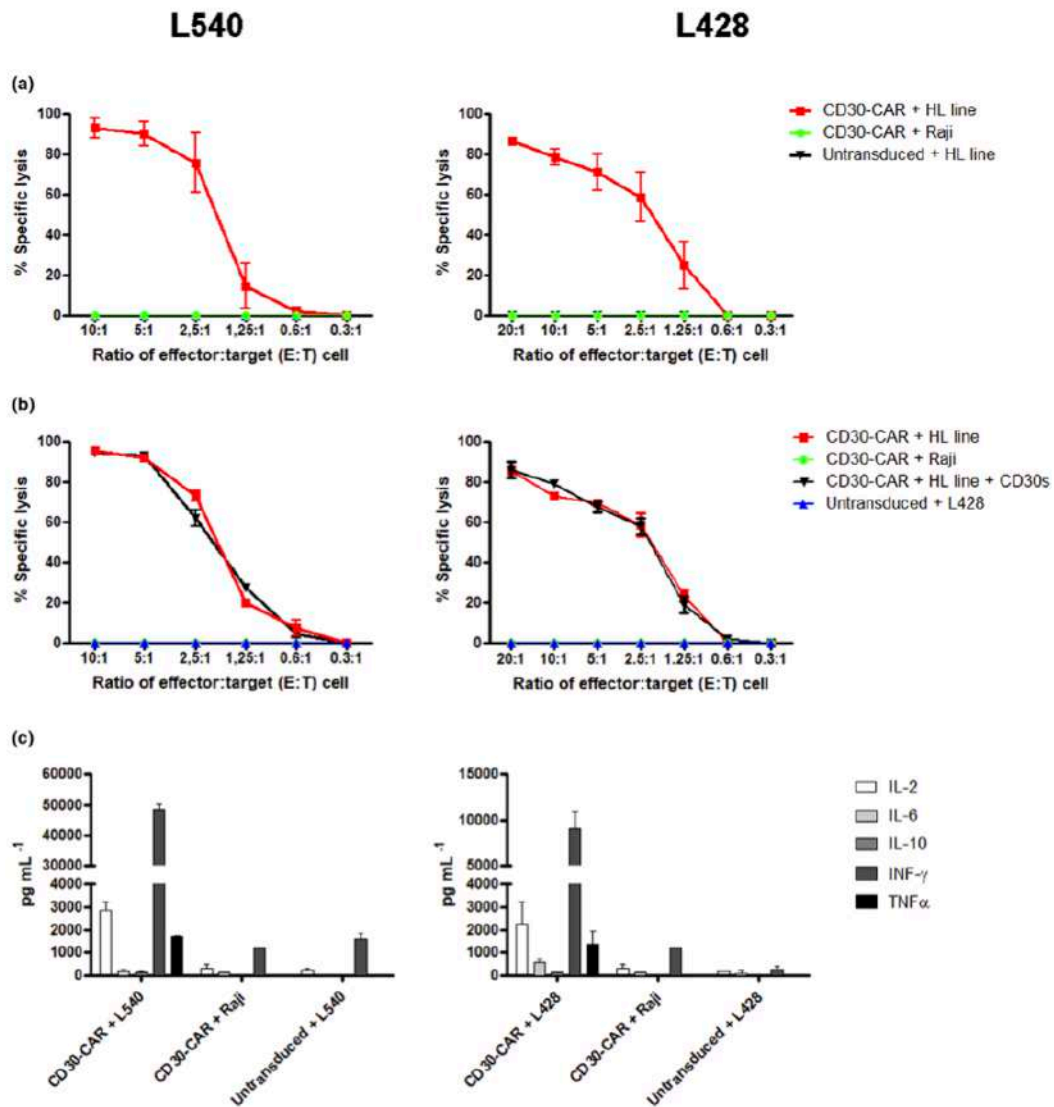 L540
L428
(a)
100
80
60
40
20
0
% Specific lysis
10:1
5:1
2,5:1
1,25:1
0.6:1
0.3:1
Ratio of effector:target (E:T) cell
100
80
60
40
20
0
% Specific lysis
20:1
10:1
5:1
2.5:1
1.25:1
0.6:1
0.3:1
Ratio of effector:target (E:T) cell
CD30-CAR + HL line
CD30-CAR + Raji
Untransduced + HL line
(b)
100
80
60
40
20
0
% Specific lysis
10:1
5:1
2,5:1
1,25:1
0.6:1
0.3:1
Ratio of effector:target (E:T) cell
100
80
60
40
20
0
% Specific lysis
20:1
10:1
5:1
2.5:1
1.25:1
0.6:1
0.3:1
Ratio of effector:target (E:T) cell
CD30-CAR + HL line
CD30-CAR + Raji
CD30-CAR + HL line + CD30s
Untransduced + L428
(c)
60000
50000
40000
30000
4000
3000
2000
1000
0
pg mL⁻¹
CD30-CAR + L540
CD30-CAR + Raji
Untransduced + L540
15000
10000
5000
4000
3000
2000
1000
0
pg mL⁻¹
CD30-CAR + L428
CD30-CAR + Raji
Untransduced + L428
IL-2
IL-6
IL-10
INF-γ
TNFα